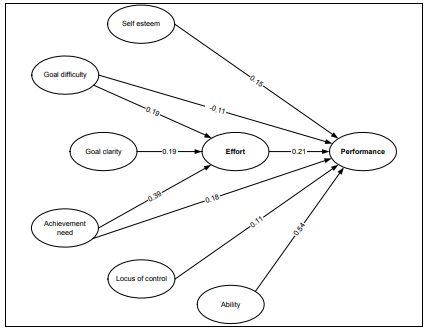 Self esteem
0.15
Goal difficulty
-0.11
0.19
Goal clarity
0.19
Effort
0.21
Performance
0.39
0.18
Achievement
need
0.11
0.54
Locus of control
Ability